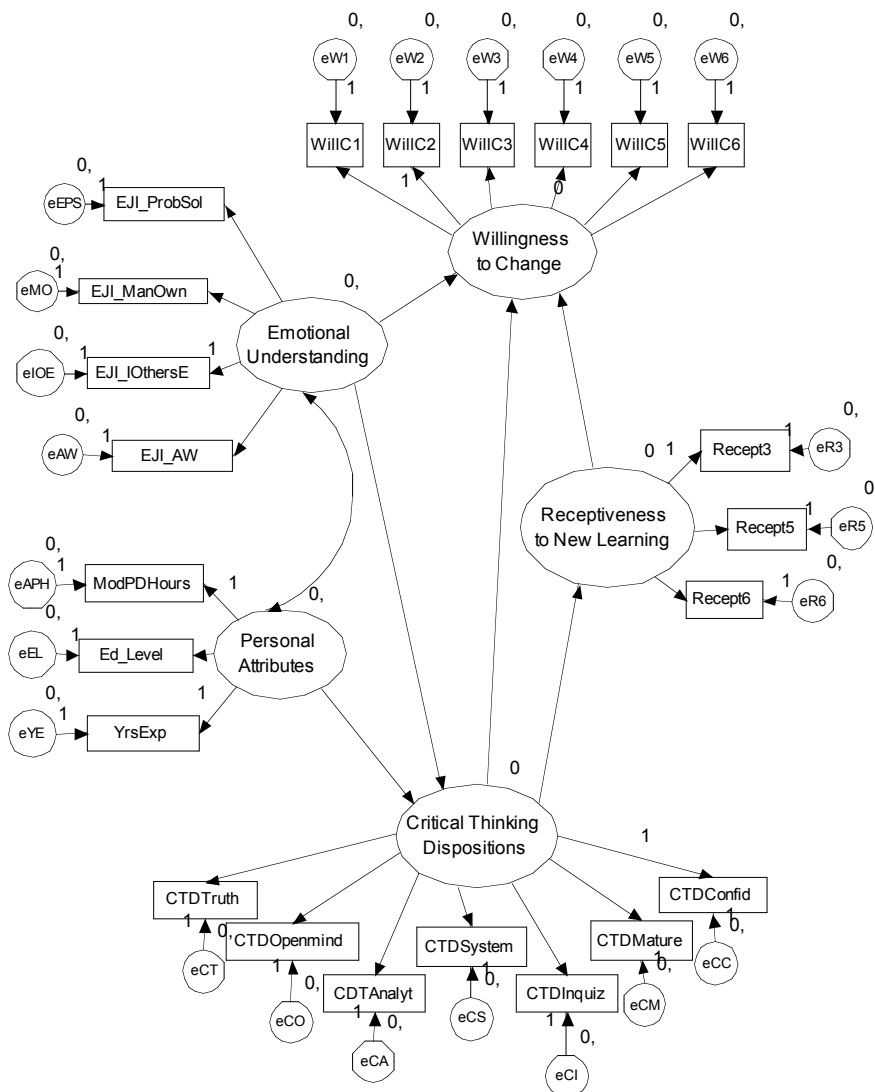 0, 0, 0, 0, 0, 0,
eW1 eW2 eW3 eW4 eW5 eW6
1 1 1 1 1 1
WillC1 WillC2 WillC3 WillC4 WillC5 WillC6
1 0
Willingness
to Change
0,
eEPS 1 EJI_ProbSol
0,
eMO 1 EJI_ManOwn
0,
Emotional
Understanding
0,
eIOE 1 EJI_IOthersE 1
0,
eAW 1 EJI_AW
0 1 Recept3 1 0, eR3
Receptiveness
to New Learning
Recept5 1 0 eR5
Recept6 1 0, eR6
0,
eAPH 1 ModPDHours 1
0,
0,
eEL 1 Ed_Level
Personal
Attributes
0,
eYE 1 YrsExp 1
0
Critical Thinking
Dispositions
1
CTDTruth CTDConfid
1 0, 1 0,
eCT CTDOpenmind CTDSystem CTDMature eCC
1 0, 1 0, 1 0,
eCO CDTAnalyt eCS CTDInquiz eCM
1 0, 1 0,
eCA eCI